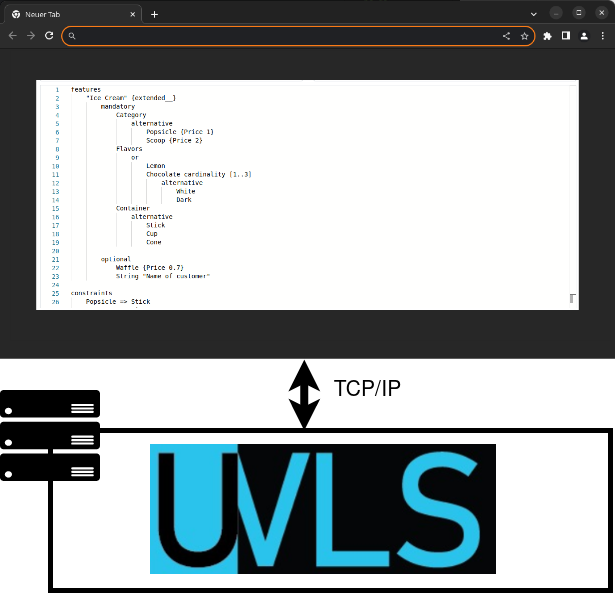 Neuer Tab
1 features
2 "Ice Cream" {extended__}
3 mandatory
4 Category
5 alternative
6 Popsicle {Price 1}
7 Scoop {Price 2}
8 Flavors
9 or
10 Lemon
11 Chocolate cardinality [1..3]
12 alternative
13 White
14 Dark
15 Container
16 alternative
17 Stick
18 Cup
19 Cone
20
21 optional
22 Waffle {Price 0.7}
23 String "Name of customer"
24
25 constraints
26 Popsicle => Stick
TCP/IP
UVLS